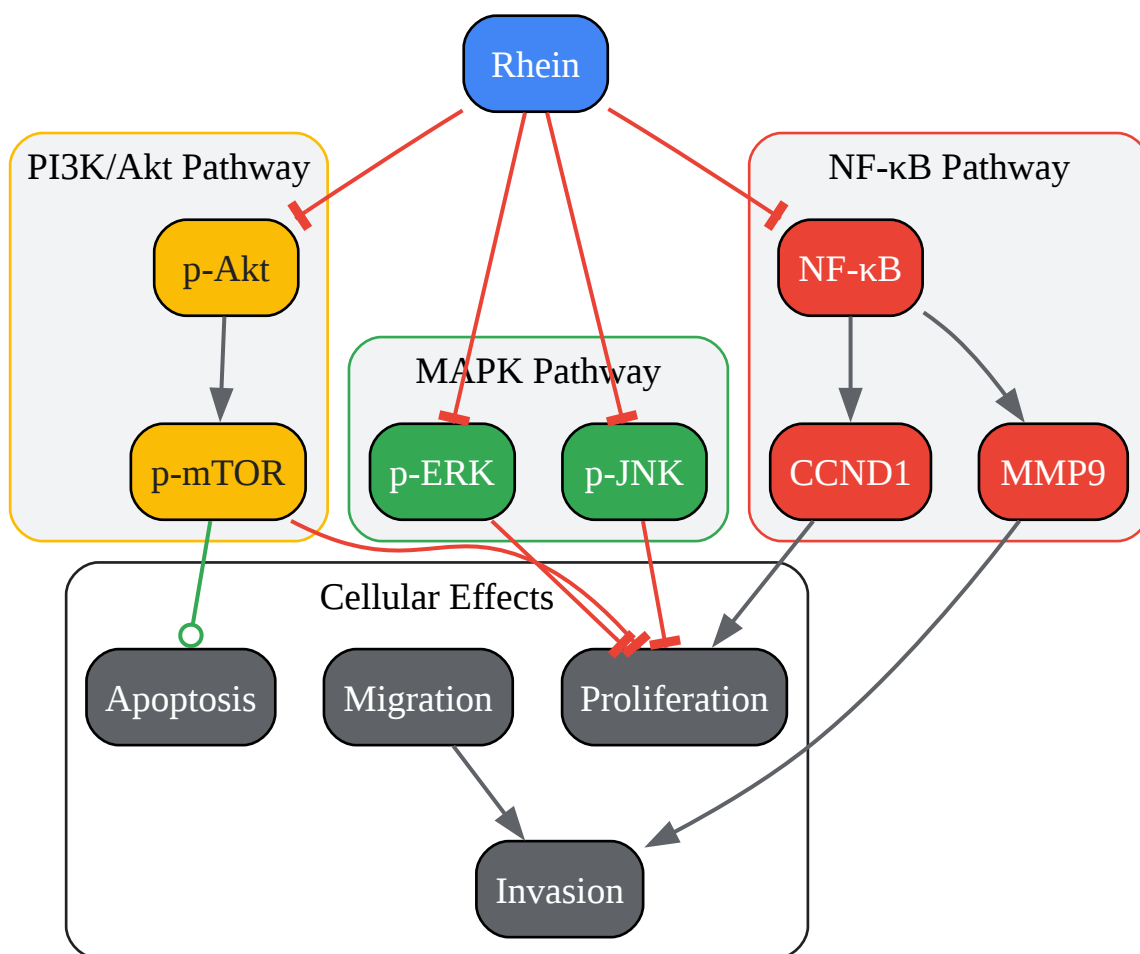 Rhein
PI3K/Akt Pathway
NF-κB Pathway
p-Akt
NF-κB
MAPK Pathway
p-mTOR
p-ERK
p-JNK
CCND1
MMP9
Cellular Effects
Apoptosis
Migration
Proliferation
Invasion